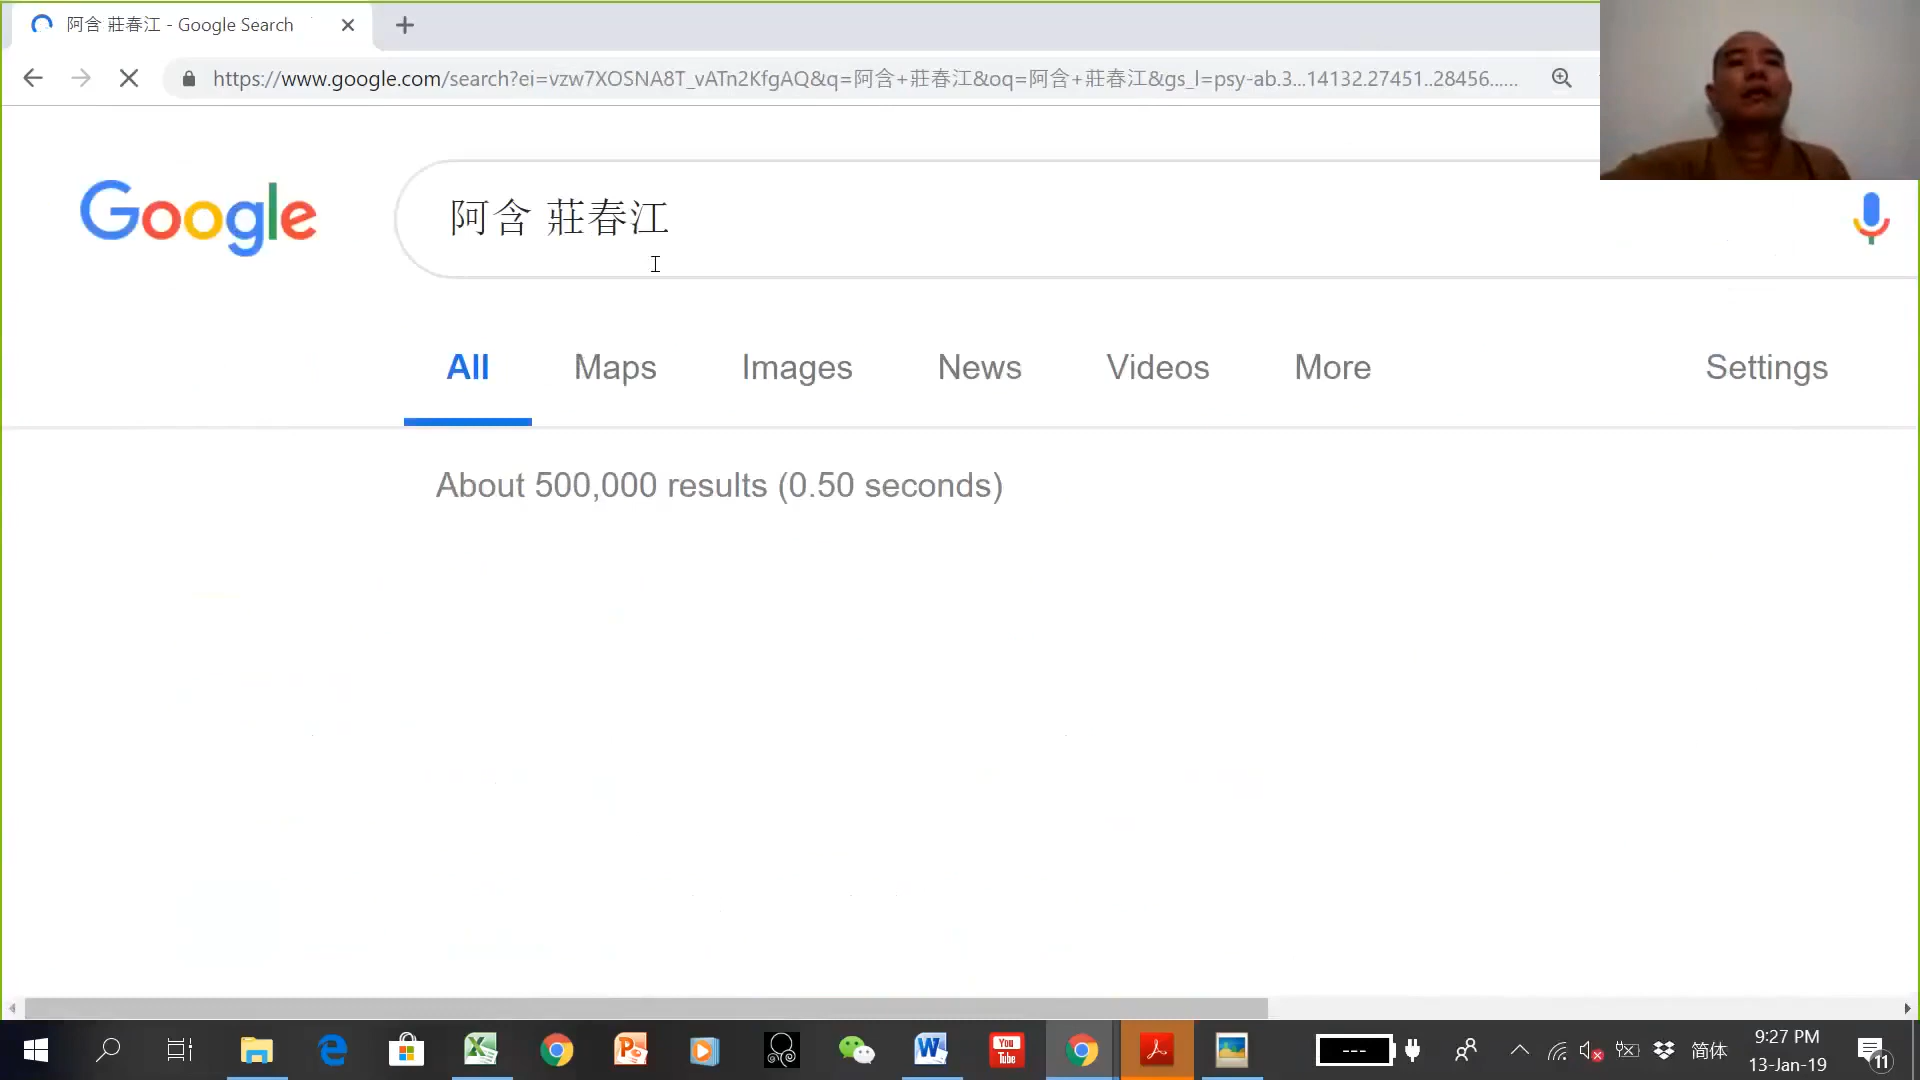 阿含 莊春江 - Google Search
https://www.google.com/search?ei=vzw7XOSNA8T_vATn2KfgAQ&q=阿含+莊春江&oq=阿含+莊春江&gs_l=psy-ab.3...14132.27451..28456......
Google
阿含 莊春江
All Maps Images News Videos More Settings
About 500,000 results (0.50 seconds)
You
Tube
---
简体
9:27 PM
13-Jan-19
11